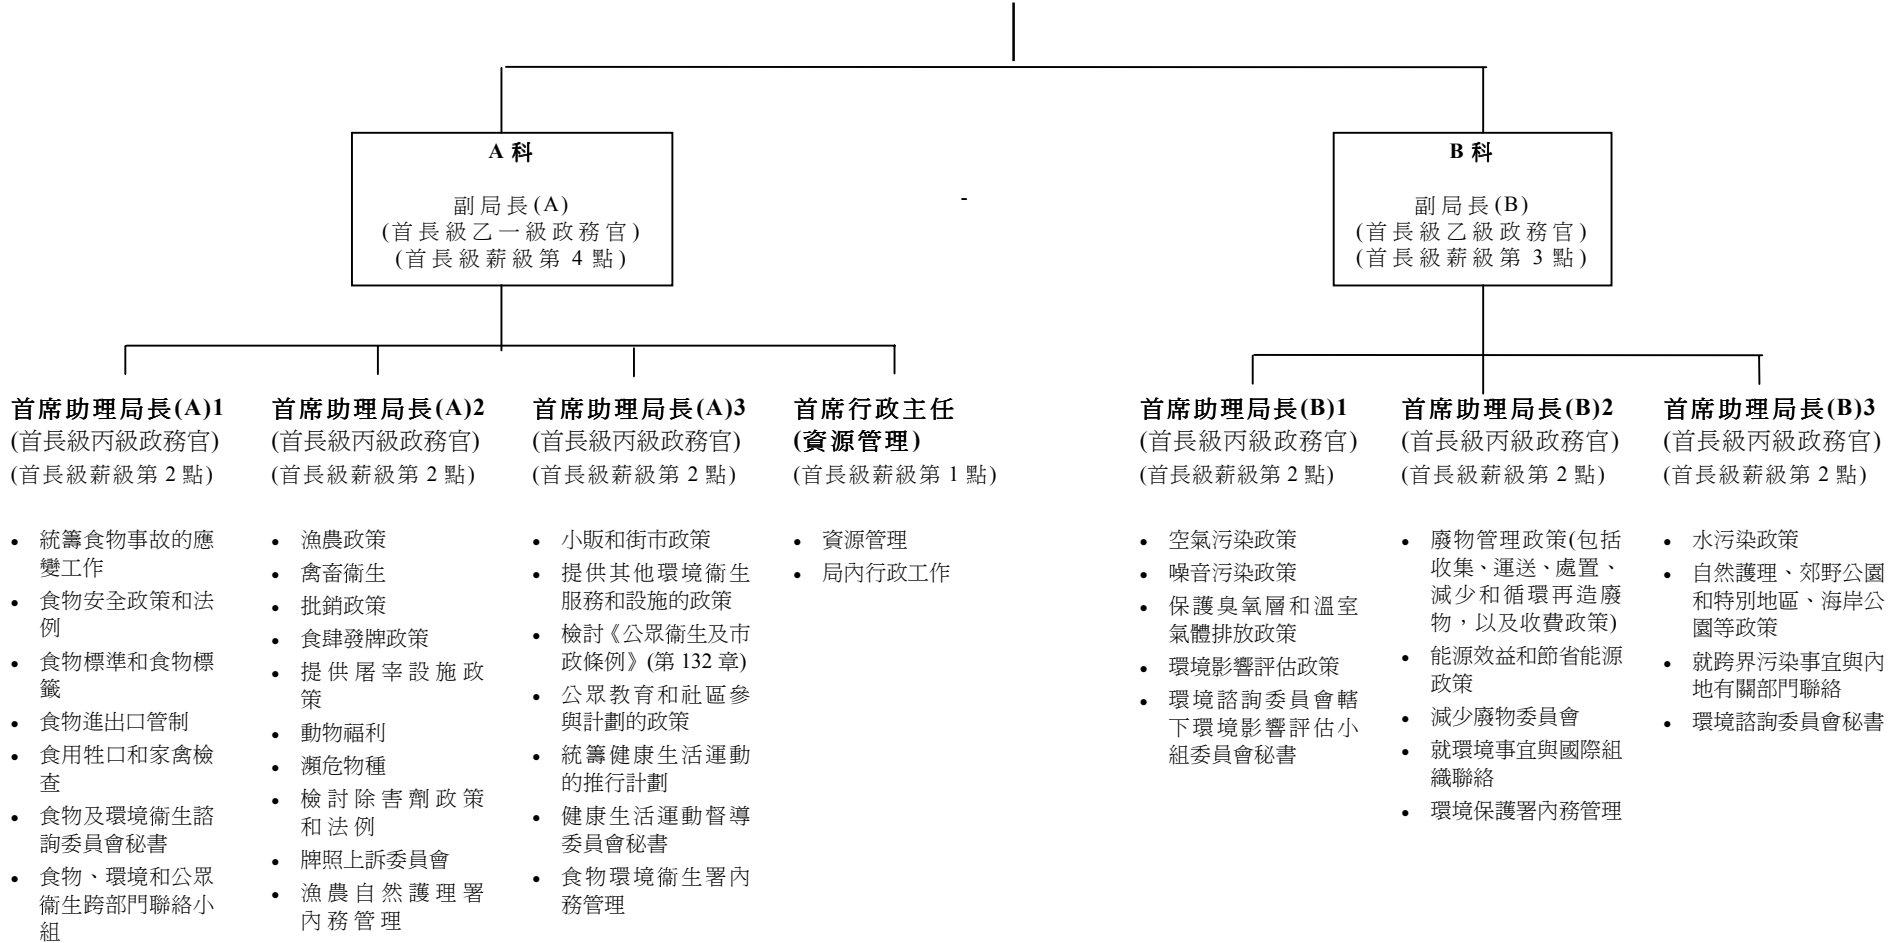 A 科
副局長(A)
(首長級乙一級政務官)
(首長級薪級第 4 點)
-
B 科
副局長(B)
(首長級乙級政務官)
(首長級薪級第 3 點)
首席助理局長(A)1
(首長級丙級政務官)
(首長級薪級第 2 點)
• 統籌食物事故的應
變工作
• 食物安全政策和法
例
• 食物標準和食物標
籤
• 食物進出口管制
• 食用牲口和家禽檢
查
• 食物及環境衞生諮
詢委員會秘書
• 食物、環境和公眾
衞生跨部門聯絡小
組
首席助理局長(A)2
(首長級丙級政務官)
(首長級薪級第 2 點)
• 漁農政策
• 禽畜衞生
• 批銷政策
• 食肆發牌政策
• 提供屠宰設施政
策
• 動物福利
• 瀕危物種
• 檢討除害劑政策
和法例
• 牌照上訴委員會
• 漁農自然護理署
內務管理
首席助理局長(A)3
(首長級丙級政務官)
(首長級薪級第 2 點)
• 小販和街市政策
• 提供其他環境衞生
服務和設施的政策
• 檢討《公眾衞生及市
政條例》(第 132 章)
• 公眾教育和社區參
與計劃的政策
• 統籌健康生活運動
的推行計劃
• 健康生活運動督導
委員會秘書
• 食物環境衞生署內
務管理
首席行政主任
(資源管理)
(首長級薪級第 1 點)
• 資源管理
• 局內行政工作
首席助理局長(B)1
(首長級丙級政務官)
(首長級薪級第 2 點)
• 空氣污染政策
• 噪音污染政策
• 保護臭氧層和溫室
氣體排放政策
• 環境影響評估政策
• 環境諮詢委員會轄
下環境影響評估小
組委員會秘書
首席助理局長(B)2
(首長級丙級政務官)
(首長級薪級第 2 點)
• 廢物管理政策(包括
收集、運送、處置、
減少和循環再造廢
物，以及收費政策)
• 能源效益和節省能源
政策
• 減少廢物委員會
• 就環境事宜與國際組
織聯絡
• 環境保護署內務管理
首席助理局長(B)3
(首長級丙級政務官)
(首長級薪級第 2 點)
• 水污染政策
• 自然護理、郊野公園
和特別地區、海岸公
園等政策
• 就跨界污染事宜與內
地有關部門聯絡
• 環境諮詢委員會秘書